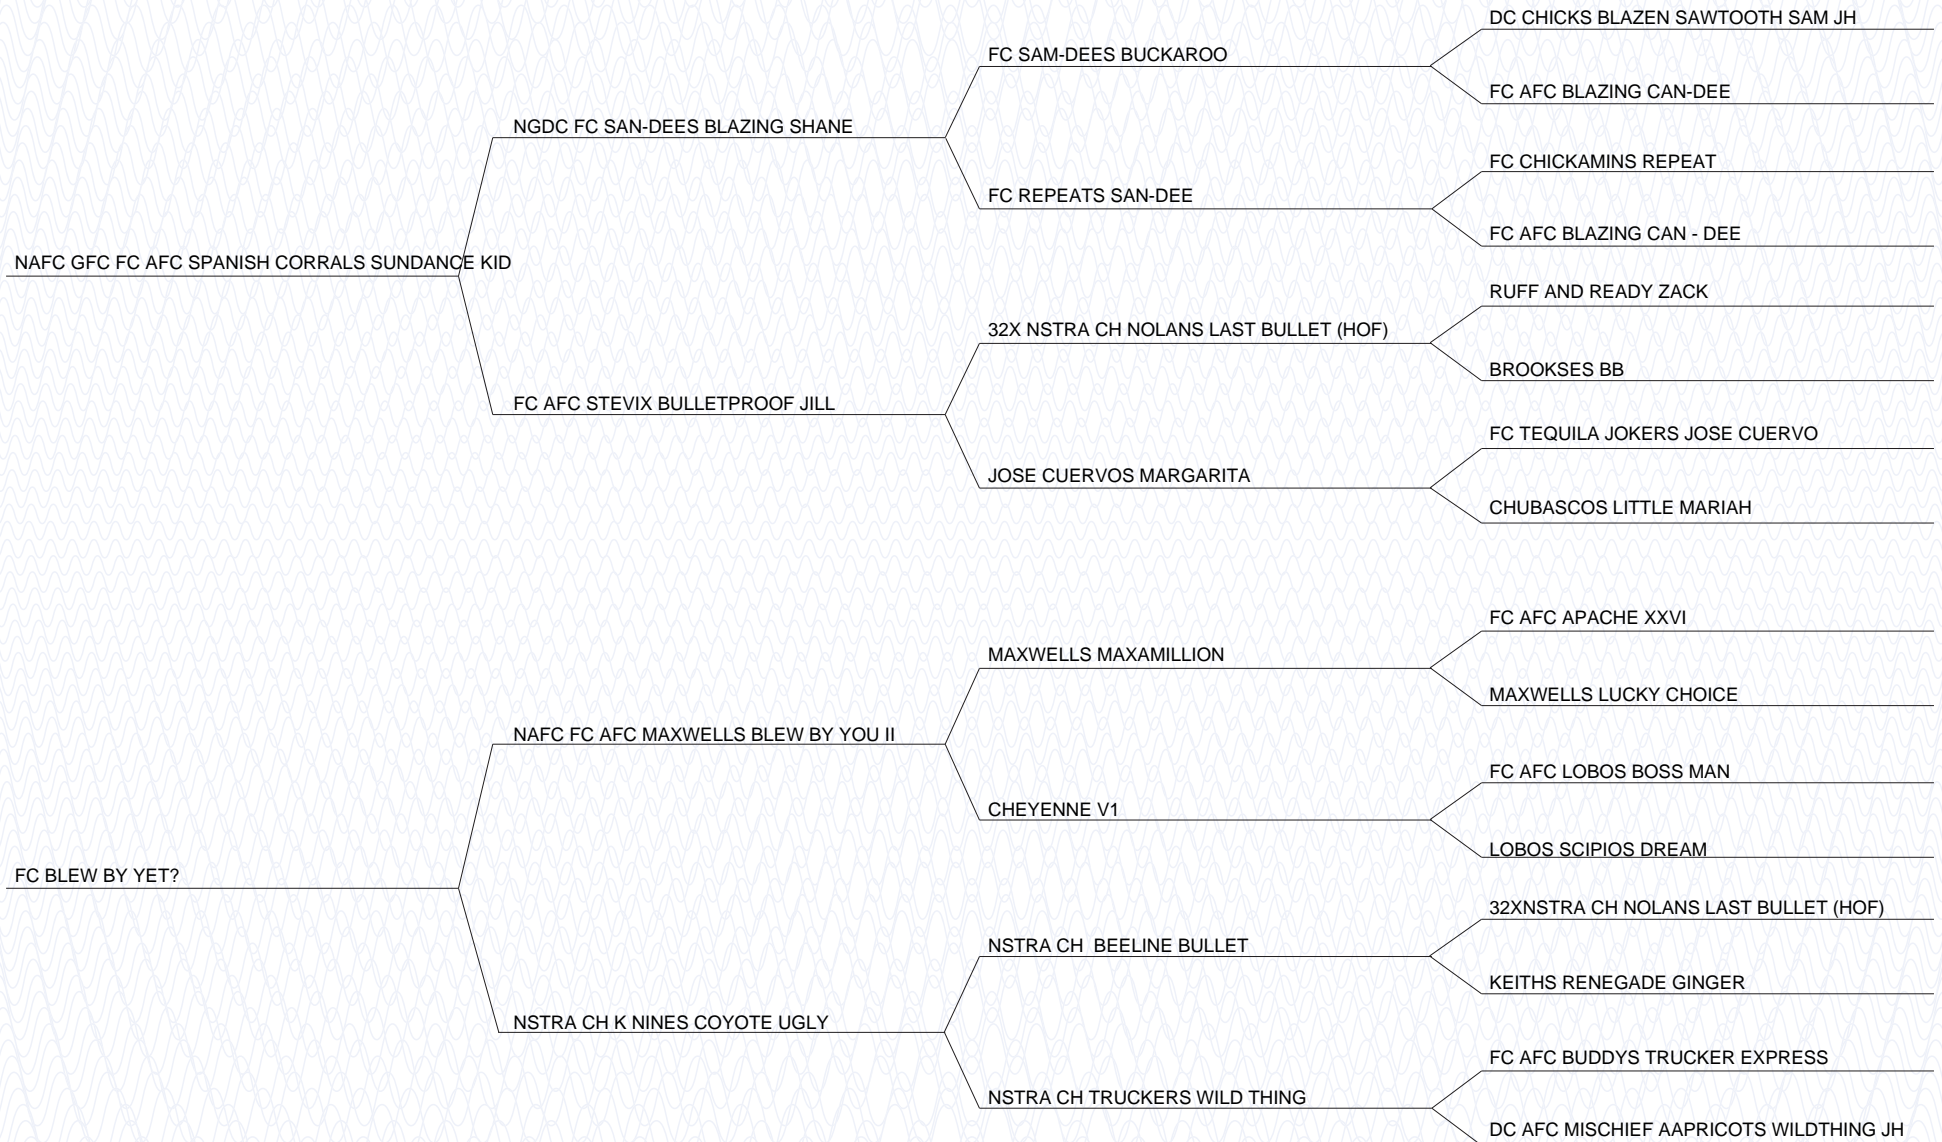 DC CHICKS BLAZEN SAWTOOTH SAM JH
FC SAM-DEES BUCKAROO
FC AFC BLAZING CAN-DEE
NGDC FC SAN-DEES BLAZING SHANE
FC CHICKAMINS REPEAT
FC REPEATS SAN-DEE
FC AFC BLAZING CAN - DEE
NAFC GFC FC AFC SPANISH CORRALS SUNDANCE KID
RUFF AND READY ZACK
32X NSTRA CH NOLANS LAST BULLET (HOF)
BROOKSES BB
FC AFC STEVIX BULLETPROOF JILL
FC TEQUILA JOKERS JOSE CUERVO
JOSE CUERVOS MARGARITA
CHUBASCOS LITTLE MARIAH
FC AFC APACHE XXVI
MAXWELLS MAXAMILLION
MAXWELLS LUCKY CHOICE
NAFC FC AFC MAXWELLS BLEW BY YOU II
FC AFC LOBOS BOSS MAN
CHEYENNE V1
LOBOS SCIPIOS DREAM
FC BLEW BY YET?
32XNSTRA CH NOLANS LAST BULLET (HOF)
NSTRA CH  BEELINE BULLET
KEITHS RENEGADE GINGER
NSTRA CH K NINES COYOTE UGLY
FC AFC BUDDYS TRUCKER EXPRESS
NSTRA CH TRUCKERS WILD THING
DC AFC MISCHIEF AAPRICOTS WILDTHING JH